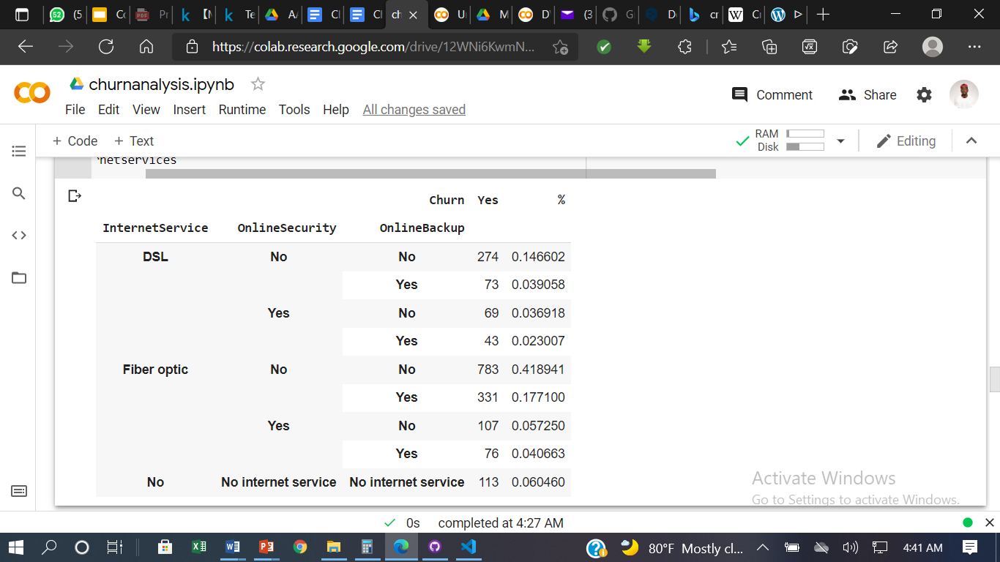 (5 Co Pr 【N Te AA Cl Cl ch Ur M D' (3 G D cr Cr ▷
https://colab.research.google.com/drive/12WNi6KwmN...
churnanalysis.ipynb
Comment Share
File Edit View Insert Runtime Tools Help All changes saved
+ Code + Text RAM Disk Editing
netservices
Churn Yes %
InternetService OnlineSecurity OnlineBackup
DSL No No 274 0.146602
Yes 73 0.039058
Yes No 69 0.036918
Yes 43 0.023007
Fiber optic No No 783 0.418941
Yes 331 0.177100
Yes No 107 0.057250
Yes 76 0.040663
No No internet service No internet service 113 0.060460
Activate Windows
Go to Settings to activate Windows.
0s completed at 4:27 AM
80°F Mostly cl... 4:41 AM